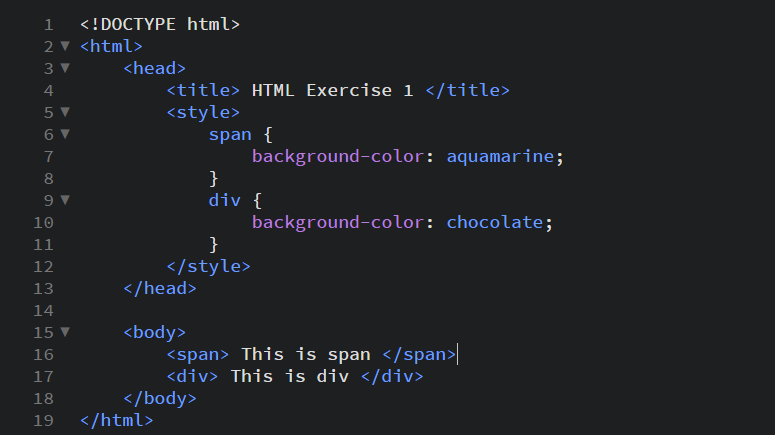 1 <!DOCTYPE html>
2 <html>
3 <head>
4 <title> HTML Exercise 1 </title>
5 <style>
6 span {
7 background-color: aquamarine;
8 }
9 div {
10 background-color: chocolate;
11 }
12 </style>
13 </head>
14
15 <body>
16 <span> This is span </span>
17 <div> This is div </div>
18 </body>
19 </html>